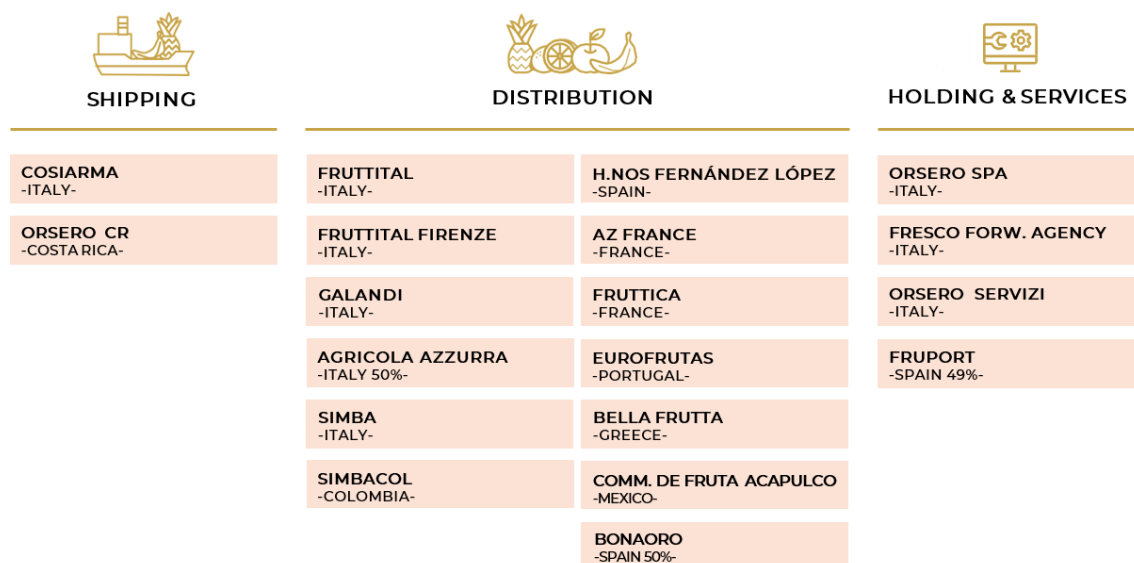 SHIPPING
COSIARMA
-ITALY-
ORSERO CR
-COSTA RICA-
DISTRIBUTION
FRUTTITAL
-ITALY-
FRUTTITAL FIRENZE
-ITALY-
GALANDI
-ITALY-
AGRICOLA AZZURRA
-ITALY 50%-
SIMBA
-ITALY-
SIMBACOL
-COLOMBIA-
H.NOS FERNÁNDEZ LÓPEZ
-SPAIN-
AZ FRANCE
-FRANCE-
FRUTTICA
-FRANCE-
EUROFRUTAS
-PORTUGAL-
BELLA FRUTTA
-GREECE-
COMM. DE FRUTA ACAPULCO
-MEXICO-
BONAORO
-SPAIN 50%-
HOLDING & SERVICES
ORSERO SPA
-ITALY-
FRESCO FORW. AGENCY
-ITALY-
ORSERO SERVIZI
-ITALY-
FRUPORT
-SPAIN 49%-